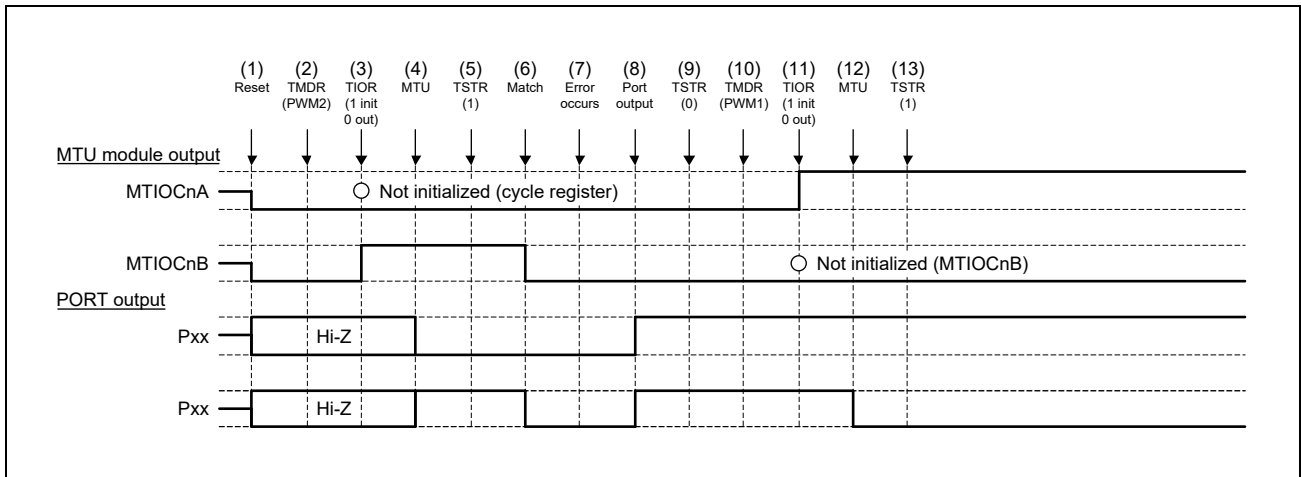 (1) (2) (3) (4) (5) (6) (7) (8) (9) (10) (11) (12) (13)
Reset TMDR TIOR MTU TSTR Match Error Port TSTR TMDR TIOR MTU TSTR
(PWM2) (1 init (1) occurs output (0) (PWM1) (1 init (1)
0 out) 0 out)
MTU module output
MTIOCnA Not initialized (cycle register)
MTIOCnB Not initialized (MTIOCnB)
PORT output
Pxx Hi-Z
Pxx Hi-Z